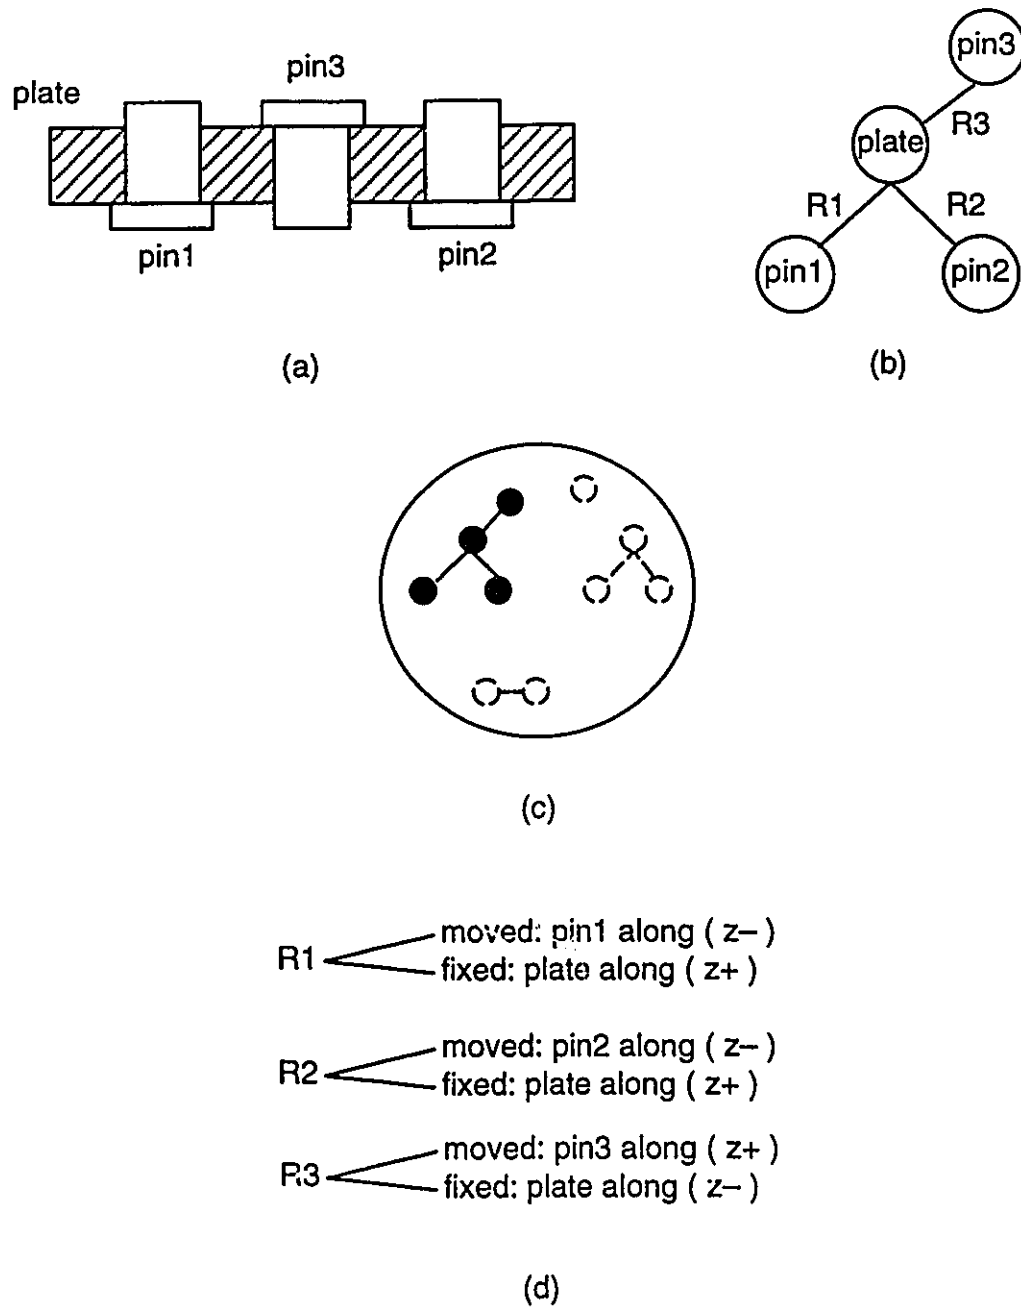 plate
pin3
pin1
pin2
(a)
pin3
plate
R3
R1
R2
pin1
pin2
(b)
(c)
R1
moved: pin1 along ( z− )
fixed: plate along ( z+ )
R2
moved: pin2 along ( z− )
fixed: plate along ( z+ )
R3
moved: pin3 along ( z+ )
fixed: plate along ( z− )
(d)